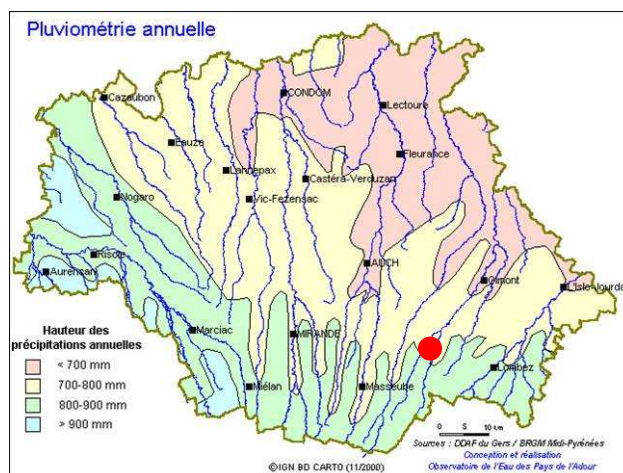 Pluviométrie annuelle
Cazaubon
CONDOM
Lectoure
Eauze
Fleurance
Lannepax
Castéra-Verduzan
Nogaro
Vic-Fezensac
Riscle
AUCH
Aurensan
Gimont
L'Isle-Jourda
Hauteur des
précipitations annuelles
Marciac
MIRANDE
< 700 mm
700-800 mm
Lombez
800-900 mm
Miélan
Masseube
> 900 mm
0 5 10 km
Sources : DDAF du Gers / BRGM Midi-Pyrénées
Conception et réalisation
©IGN BD CARTO (11/2000)
Observatoire de l'Eau des Pays de l'Adour